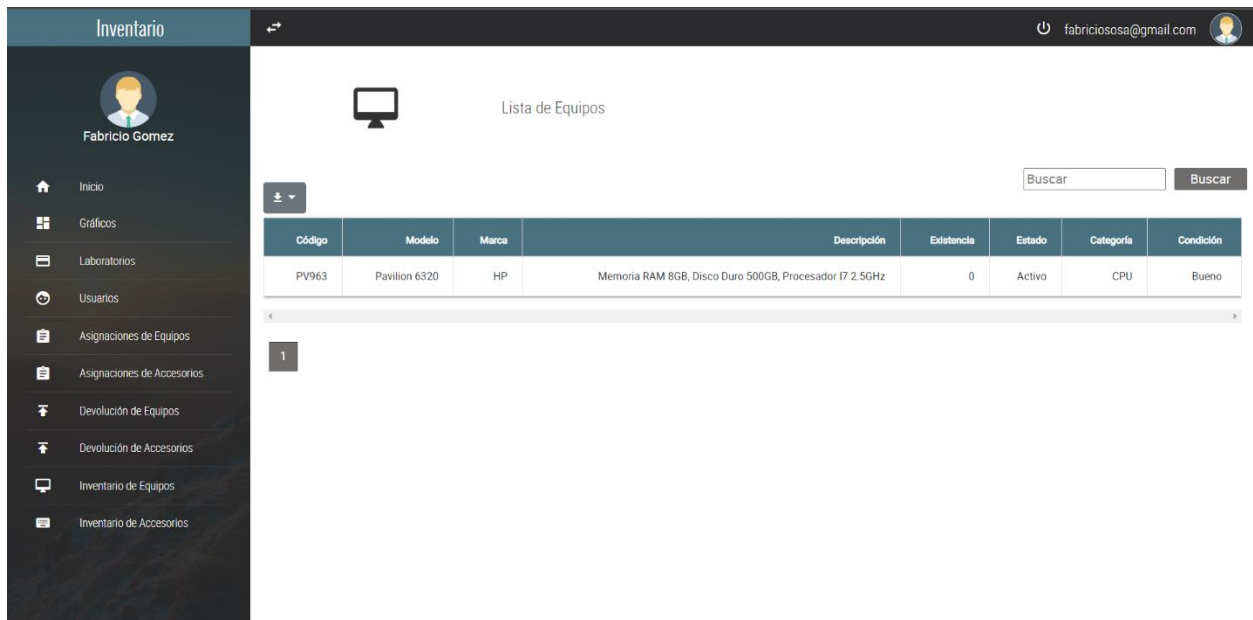 Inventario
fabriciososa@gmail.com
Fabricio Gomez
Inicio
Gráficos
Laboratorios
Usuarios
Asignaciones de Equipos
Asignaciones de Accesorios
Devolución de Equipos
Devolución de Accesorios
Inventario de Equipos
Inventario de Accesorios
Lista de Equipos
Buscar Buscar
Código Modelo Marca Descripción Existencia Estado Categoría Condición
PV963 Pavilion 6320 HP Memoria RAM 8GB, Disco Duro 500GB, Procesador I7 2.5GHz 0 Activo CPU Bueno
1